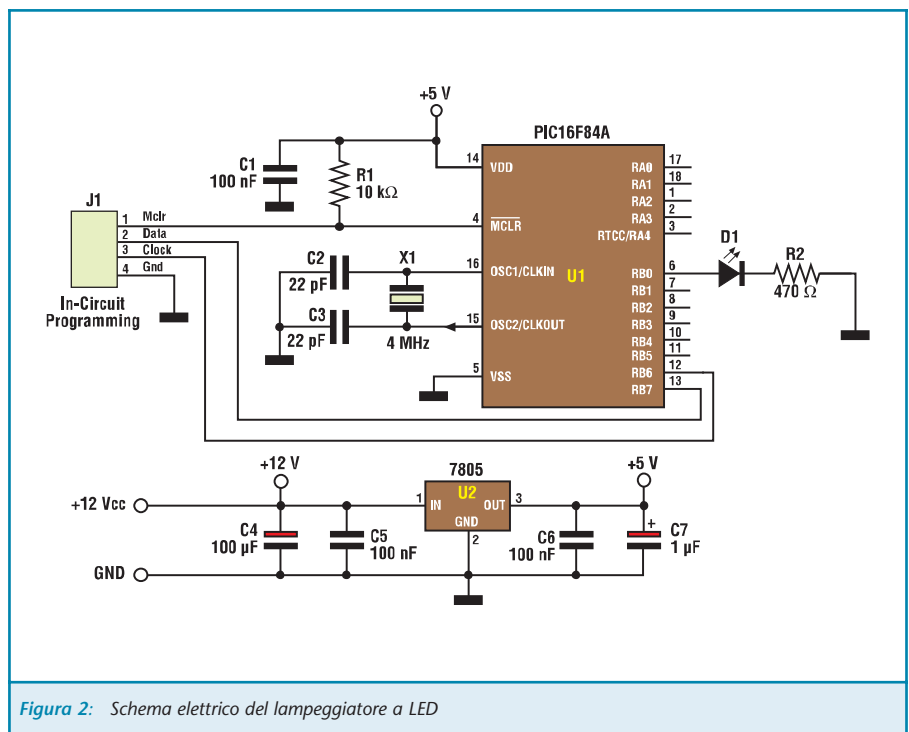 +5 V
PIC16F84A
C1
100 nF
R1
10 kΩ
14
VDD
RA0
17
RA1
18
RA2
1
RA3
2
RTCC/RA4
3
J1
1
Mclr
2
Data
3
Clock
4
Gnd
In-Circuit
Programming
4
MCLR
C2
22 pF
X1
16
OSC1/CLKIN
U1
C3
22 pF
4 MHz
15
OSC2/CLKOUT
5
VSS
RB0
6
RB1
7
RB2
8
RB3
9
RB4
10
RB5
11
RB6
12
RB7
13
D1
R2
470 Ω
+12 V
7805
+5 V
+12 Vcc
1
IN
U2
OUT
3
GND
2
C4
100 µF
C5
100 nF
C6
100 nF
+
C7
1 µF
GND
Figura 2: Schema elettrico del lampeggiatore a LED